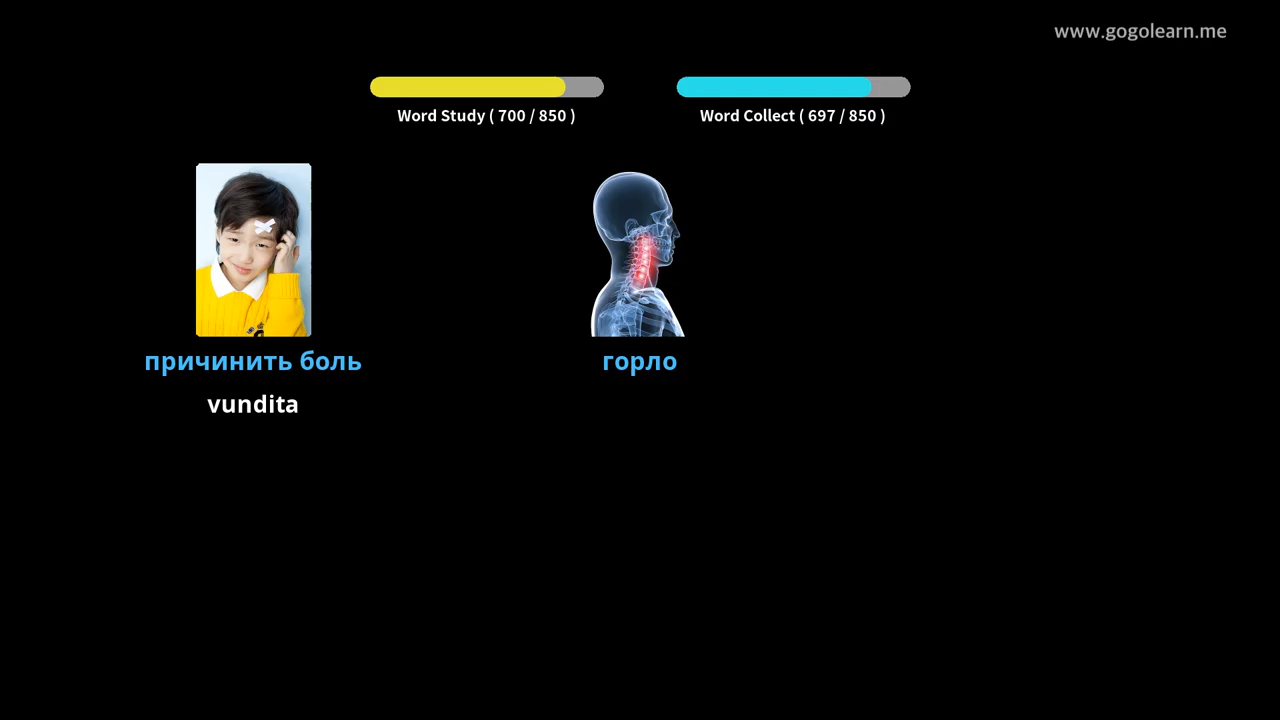 www.gogolearn.me
Word Study ( 700 / 850 )
Word Collect ( 697 / 850 )
причинить боль
горло
vundita